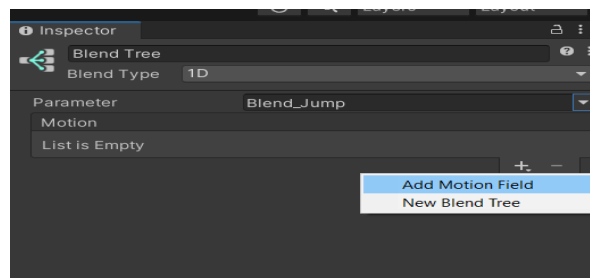 Inspector
Blend Tree
Blend Type 1D
Parameter Blend_Jump
Motion
List is Empty
Add Motion Field
New Blend Tree